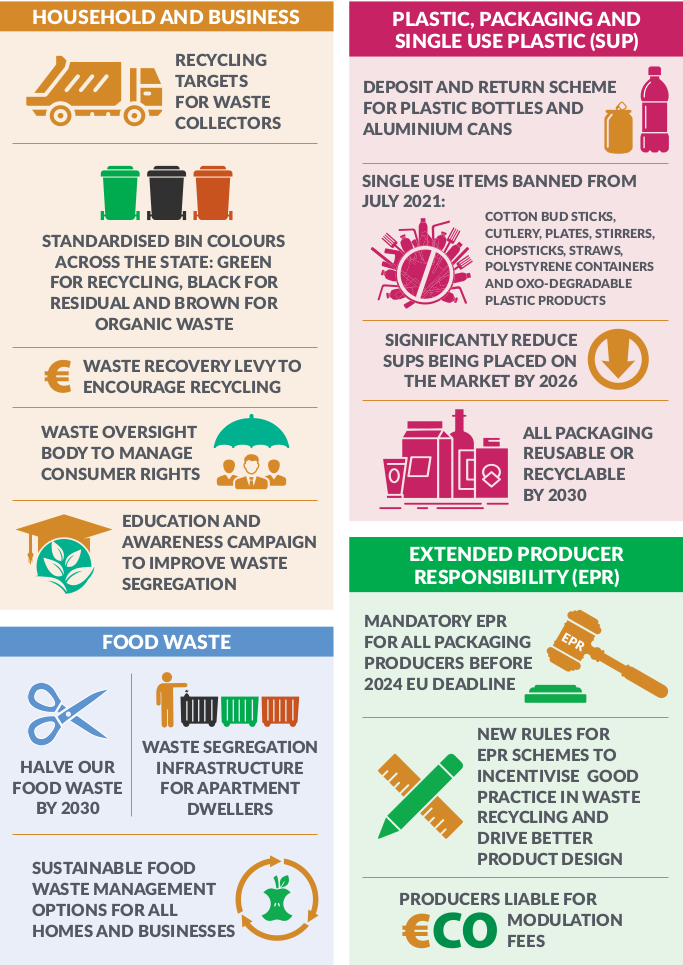 HOUSEHOLD AND BUSINESS
RECYCLING
TARGETS
FOR WASTE
COLLECTORS
STANDARDISED BIN COLOURS
ACROSS THE STATE: GREEN
FOR RECYCLING, BLACK FOR
RESIDUAL AND BROWN FOR
ORGANIC WASTE
€ WASTE RECOVERY LEVY TO
ENCOURAGE RECYCLING
WASTE OVERSIGHT
BODY TO MANAGE
CONSUMER RIGHTS
EDUCATION AND
AWARENESS CAMPAIGN
TO IMPROVE WASTE
SEGREGATION
FOOD WASTE
HALVE OUR
FOOD WASTE
BY 2030
WASTE SEGREGATION
INFRASTRUCTURE
FOR APARTMENT
DWELLERS
SUSTAINABLE FOOD
WASTE MANAGEMENT
OPTIONS FOR ALL
HOMES AND BUSINESSES
PLASTIC, PACKAGING AND
SINGLE USE PLASTIC (SUP)
DEPOSIT AND RETURN SCHEME
FOR PLASTIC BOTTLES AND
ALUMINIUM CANS
SINGLE USE ITEMS BANNED FROM
JULY 2021:
COTTON BUD STICKS,
CUTLERY, PLATES, STIRRERS,
CHOPSTICKS, STRAWS,
POLYSTYRENE CONTAINERS
AND OXO-DEGRADABLE
PLASTIC PRODUCTS
SIGNIFICANTLY REDUCE
SUPS BEING PLACED ON
THE MARKET BY 2026
ALL PACKAGING
REUSABLE OR
RECYCLABLE
BY 2030
EXTENDED PRODUCER
RESPONSIBILITY (EPR)
MANDATORY EPR
FOR ALL PACKAGING
PRODUCERS BEFORE
2024 EU DEADLINE
EPR
NEW RULES FOR
EPR SCHEMES TO
INCENTIVISE GOOD
PRACTICE IN WASTE
RECYCLING AND
DRIVE BETTER
PRODUCT DESIGN
PRODUCERS LIABLE FOR
€CO MODULATION
FEES